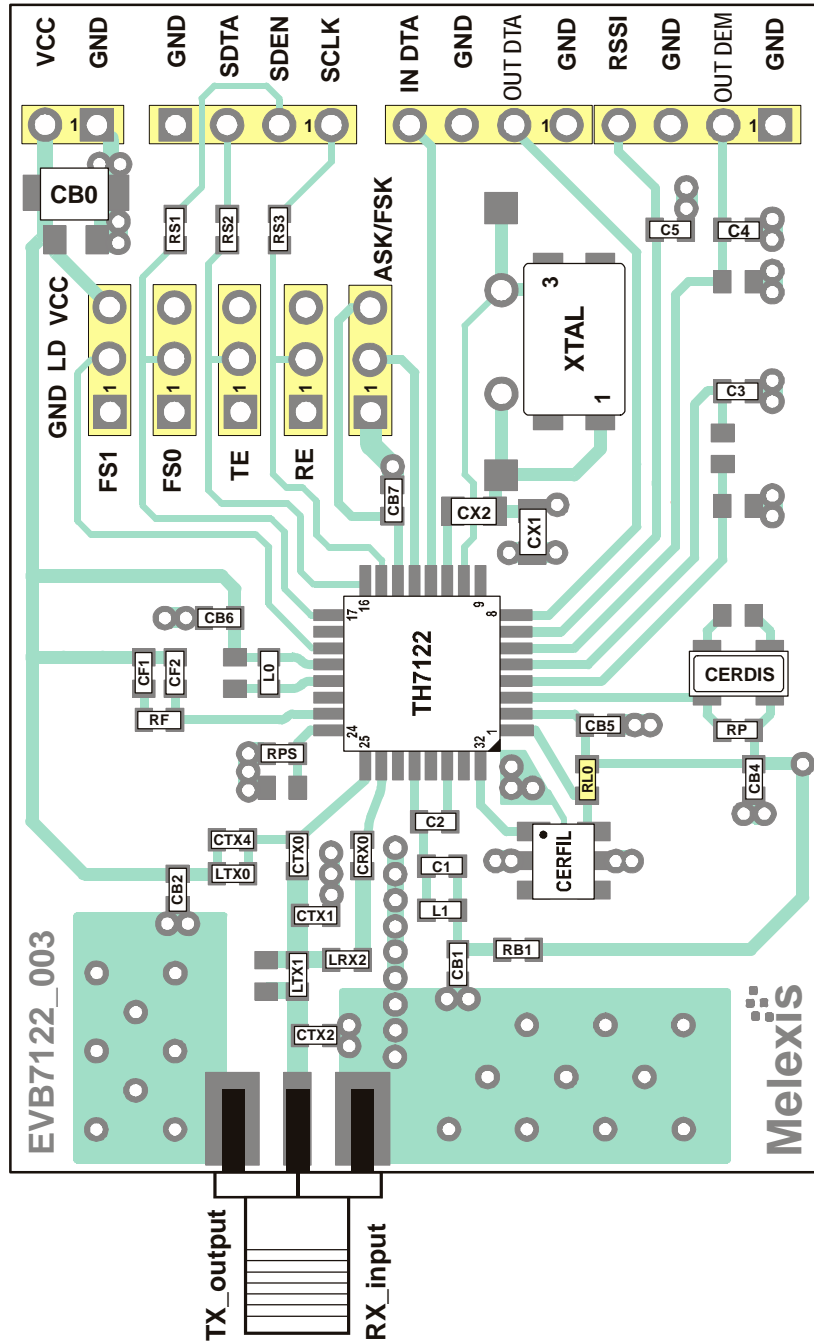 VCC
GND
GND
SDTA
SDEN
SCLK
IN DTA
GND
OUT DTA
GND
RSSI
GND
OUT DEM
GND
1
1
1
1
CB0
RS1
RS2
RS3
C5
C4
ASK/FSK
GND LD VCC
3
XTAL
1
1
1
1
1
1
C3
FS1
FS0
TE
RE
CB7
CX2
CX1
16
9
17
8
TH7122
24
25
32
1
CB6
CF1
CF2
L0
RF
RPS
CERDIS
RP
CB5
RL0
CB4
C2
CTX4
CTX0
CRX0
LTX0
C1
CERFIL
CB2
CTX1
L1
LTX1
LRX2
CB1
RB1
CTX2
EVB7122_003
Melexis
TX_output
RX_input